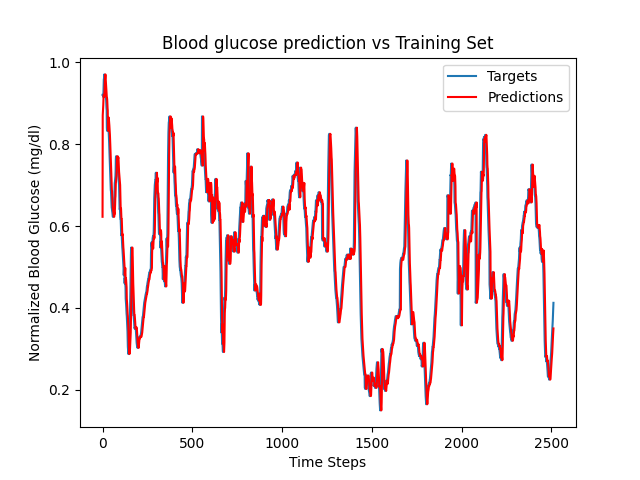 Blood glucose prediction vs Training Set
Targets
Predictions
Normalized Blood Glucose (mg/dl)
1.0
0.8
0.6
0.4
0.2
0 500 1000 1500 2000 2500
Time Steps